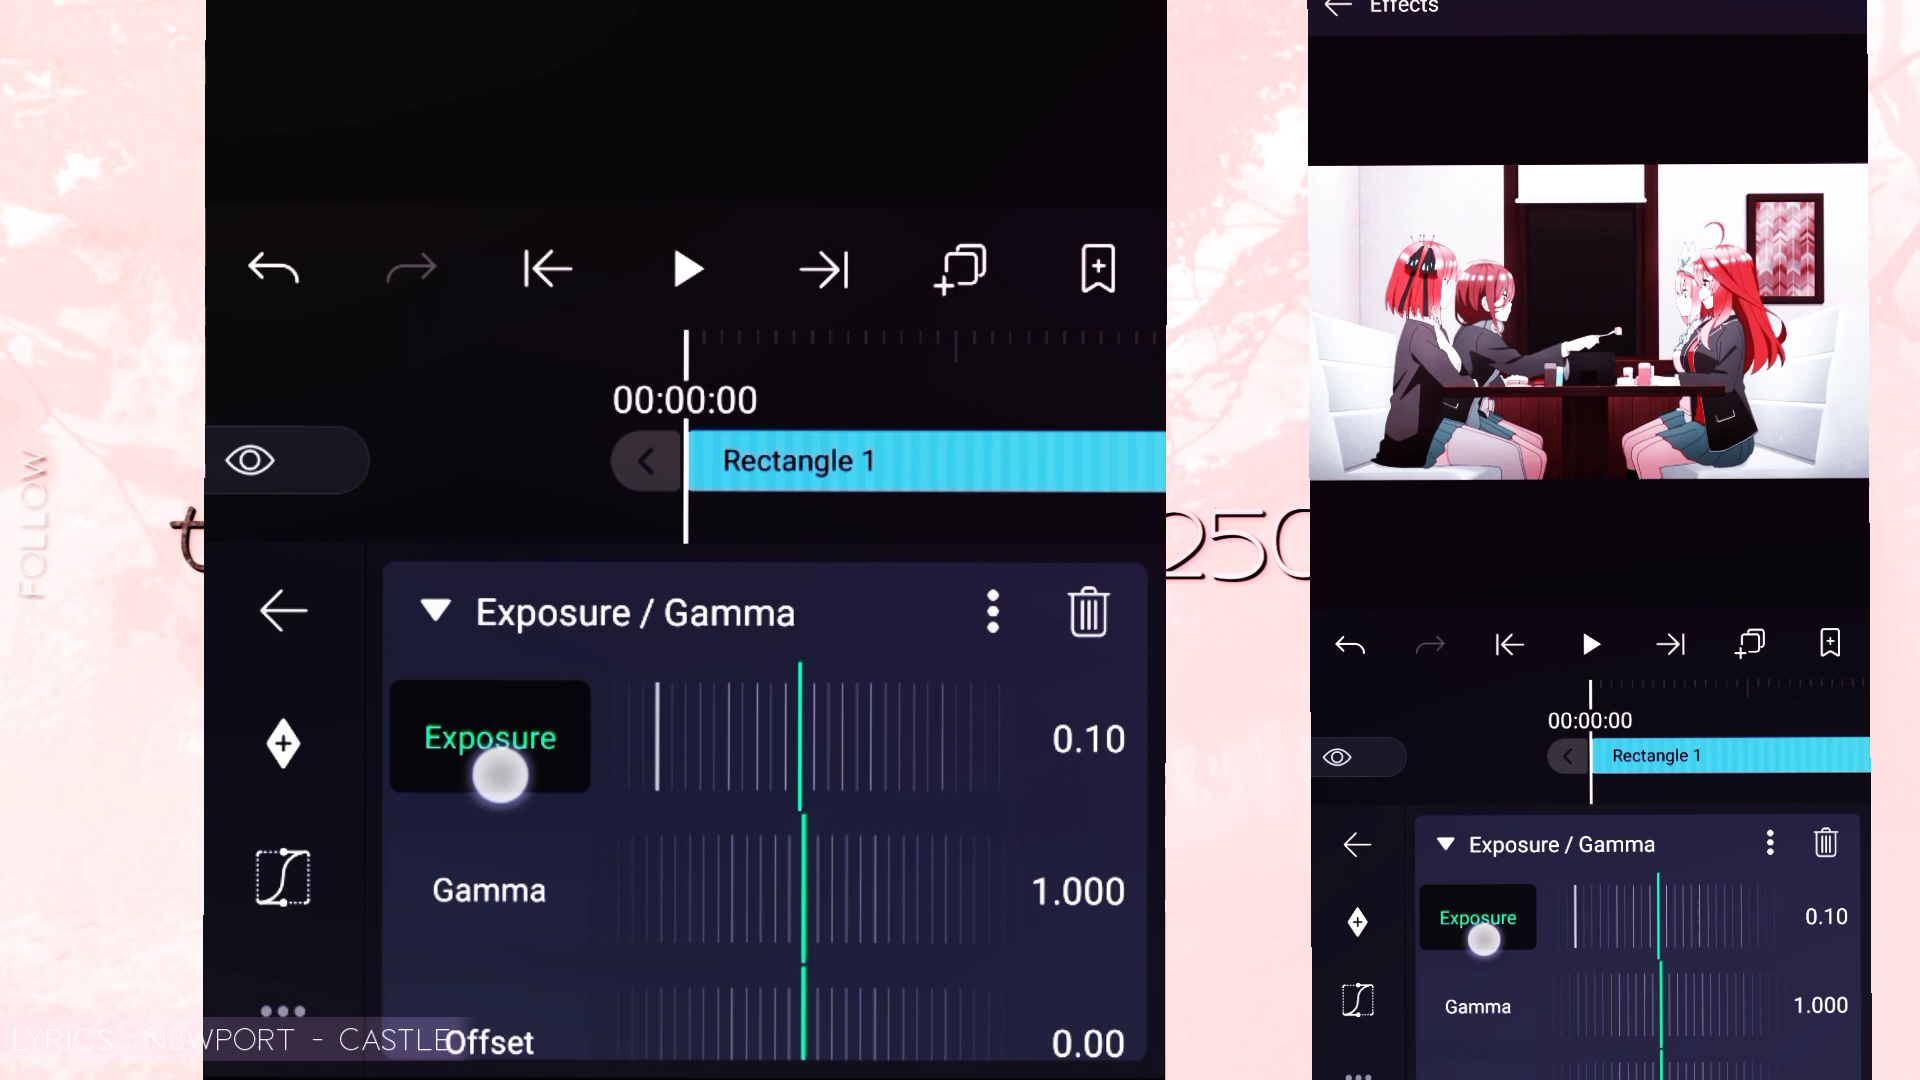 Effects
00:00:00
Rectangle 1
Exposure / Gamma
Exposure
0.10
Gamma
1.000
Offset
0.00
FOLLOW
t
250
LYRICS : N3WPORT - CASTLE
00:00:00
Rectangle 1
Exposure / Gamma
Exposure
0.10
Gamma
1.000